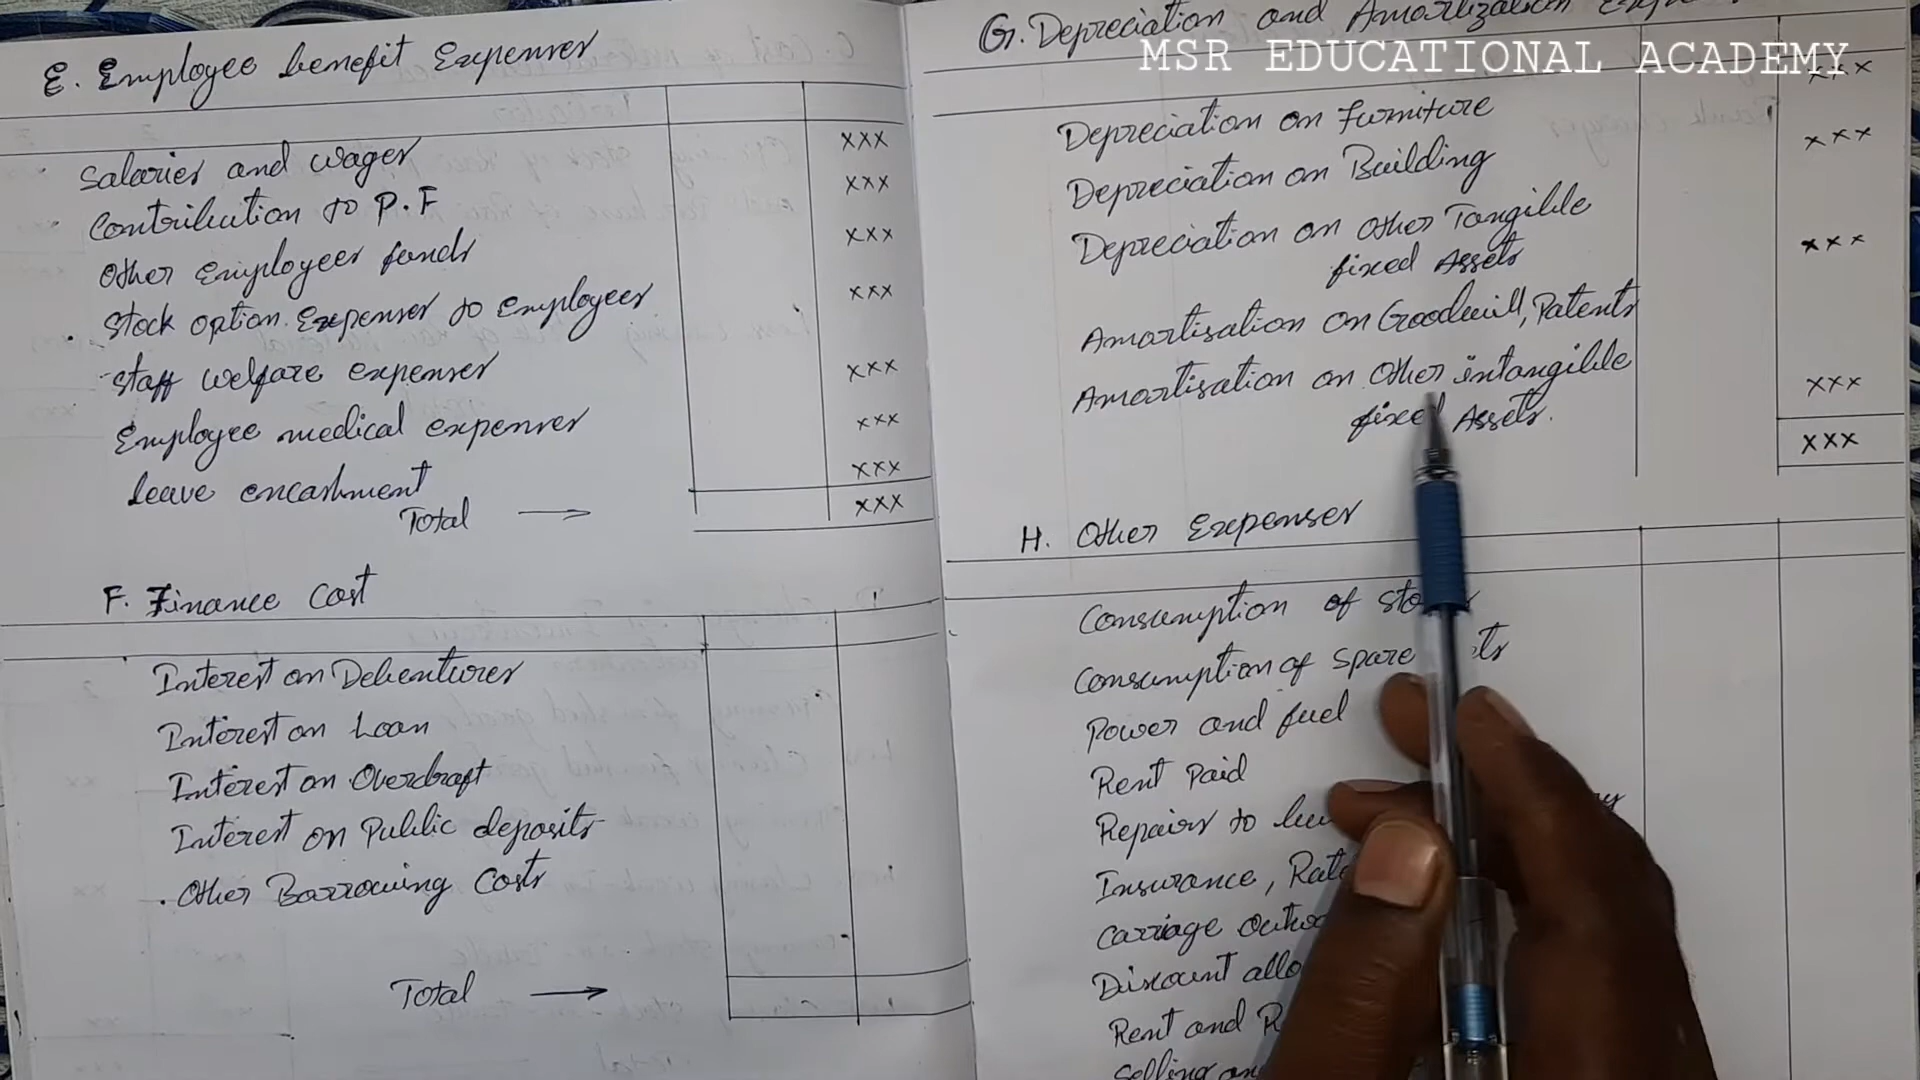 E. Employee benefit Expenses
Salaries and wages xxx
Contribution to P.F xxx
Other Employees funds xxx
Stock option Expenses to Employees xxx
Staff welfare expenses xxx
Employee medical expenses xxx
leave encashment xxx
Total → xxx
F. Finance Cost
Interest on Debentures
Interest on Loan
Interest on Overdraft
Interest on Public deposits
Other Borrowing Costs
Total →
G. Depreciation and Amortization
MSR EDUCATIONAL ACADEMY
xxx
Depreciation on furniture
Depreciation on Building xxx
Depreciation on Other Tangible
fixed Assets xxx
Amortisation on Goodwill, Patents
Amortisation on Other intangible
fixed Assets. xxx
xxx
H. Other Expenses
Consumption of
Consumption of Spare
Power and fuel
Rent Paid
Repairs to
Insurance,
Carriage
Discount
Rent and
Selling